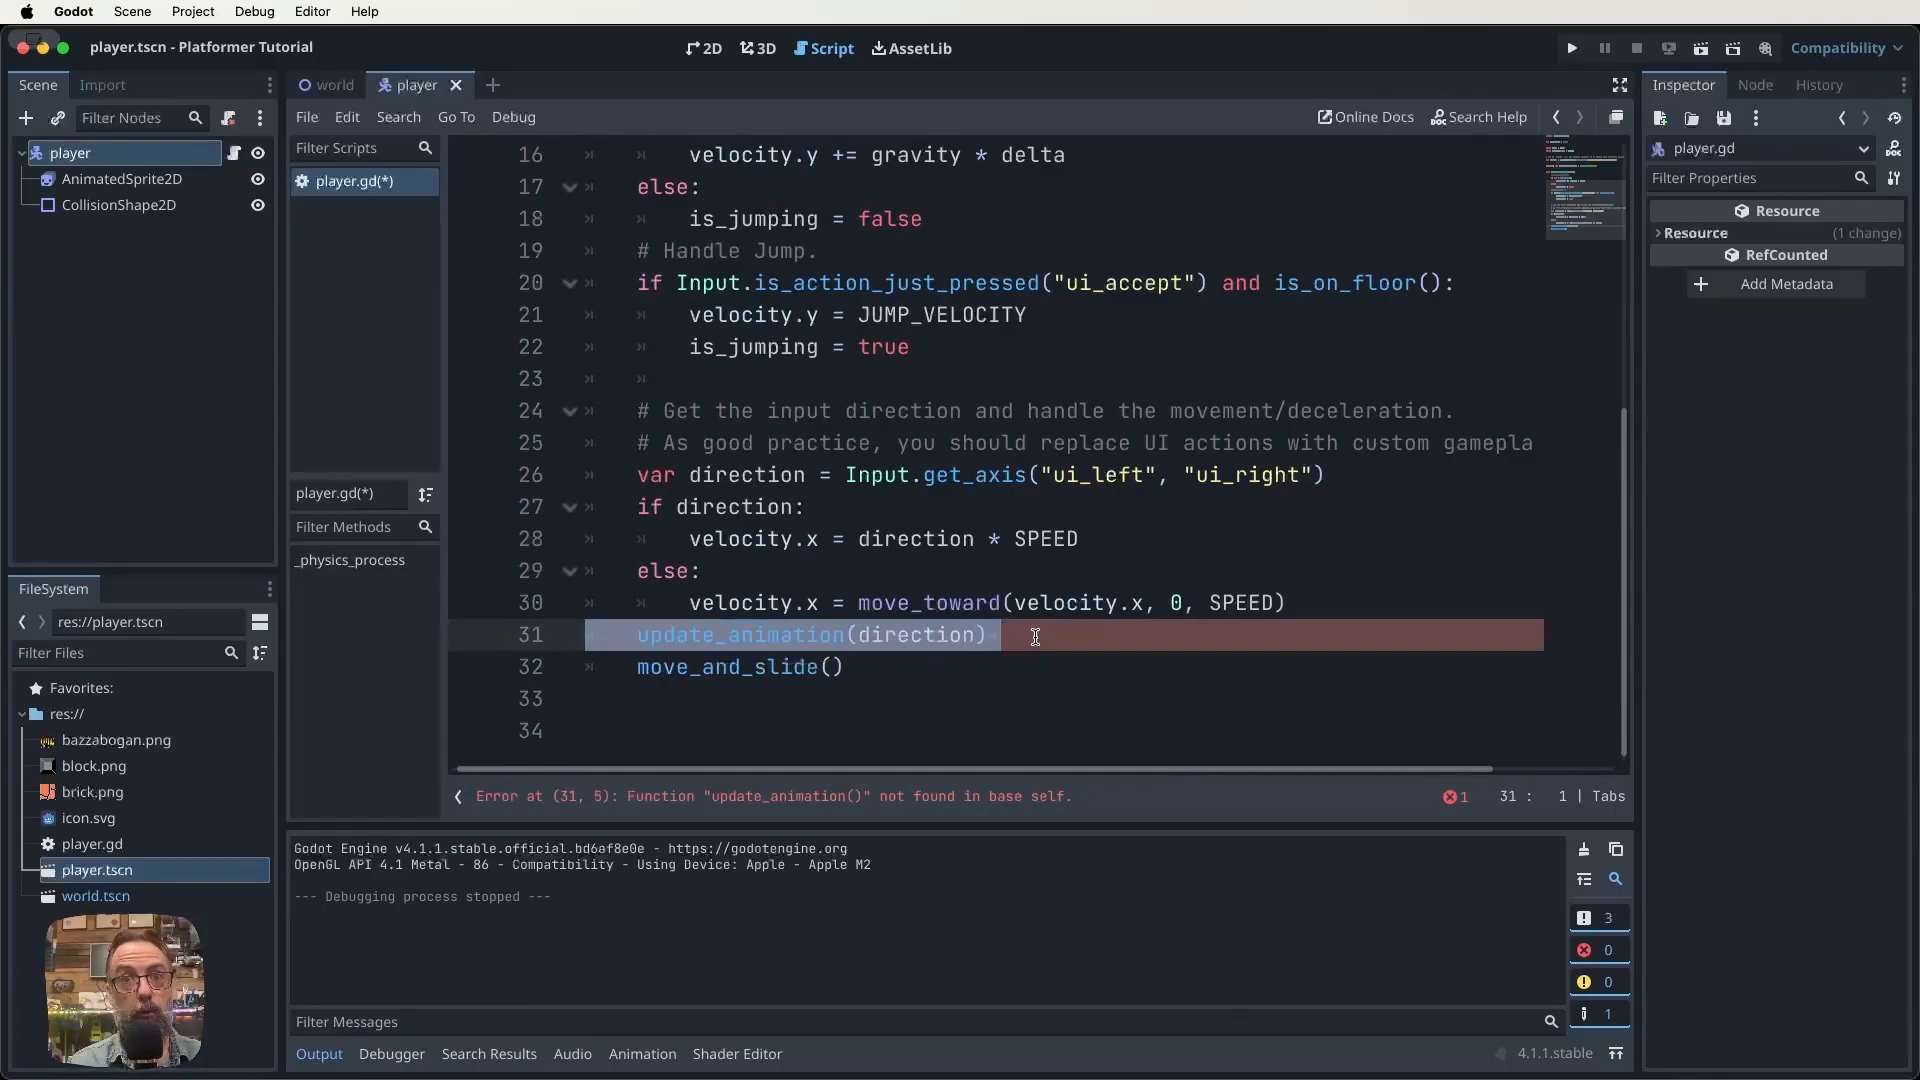 Godot Scene Project Debug Editor Help
player.tscn - Platformer Tutorial
2D 3D Script AssetLib
Compatibility
Scene Import
world player
Inspector Node History
Filter Nodes
File Edit Search Go To Debug
Online Docs Search Help
player
AnimatedSprite2D
CollisionShape2D
Filter Scripts
player.gd(*)
player.gd(*)
Filter Methods
_physics_process
16 velocity.y += gravity * delta
17 else:
18 is_jumping = false
19 # Handle Jump.
20 if Input.is_action_just_pressed("ui_accept") and is_on_floor():
21 velocity.y = JUMP_VELOCITY
22 is_jumping = true
23
24 # Get the input direction and handle the movement/deceleration.
25 # As good practice, you should replace UI actions with custom gamepla
26 var direction = Input.get_axis("ui_left", "ui_right")
27 if direction:
28 velocity.x = direction * SPEED
29 else:
30 velocity.x = move_toward(velocity.x, 0, SPEED)
31 update_animation(direction)
32 move_and_slide()
33
34
Error at (31, 5): Function "update_animation()" not found in base self.
1 31 : 1 | Tabs
player.gd
Filter Properties
Resource
Resource (1 change)
RefCounted
Add Metadata
FileSystem
res://player.tscn
Filter Files
Favorites:
res://
bazzabogan.png
block.png
brick.png
icon.svg
player.gd
player.tscn
world.tscn
Godot Engine v4.1.1.stable.official.bd6af8e0e - https://godotengine.org
OpenGL API 4.1 Metal - 86 - Compatibility - Using Device: Apple - Apple M2
--- Debugging process stopped ---
3
0
0
1
Filter Messages
Output Debugger Search Results Audio Animation Shader Editor
4.1.1.stable